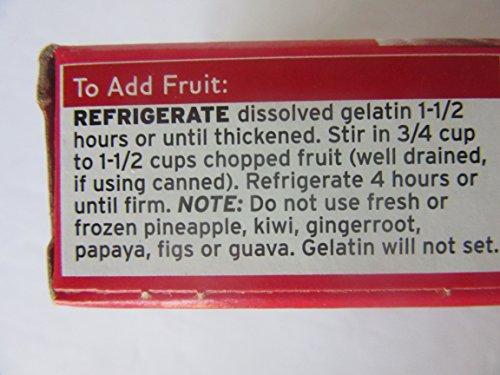 To Add Fruit:
REFRIGERATE dissolved gelatin 1-1/2
hours or until thickened. Stir in 3/4 cup
to 1-1/2 cups chopped fruit (well drained,
if using canned). Refrigerate 4 hours or
until firm. NOTE: Do not use fresh or
frozen pineapple, kiwi, gingerroot,
papaya, figs or guava. Gelatin will not set.